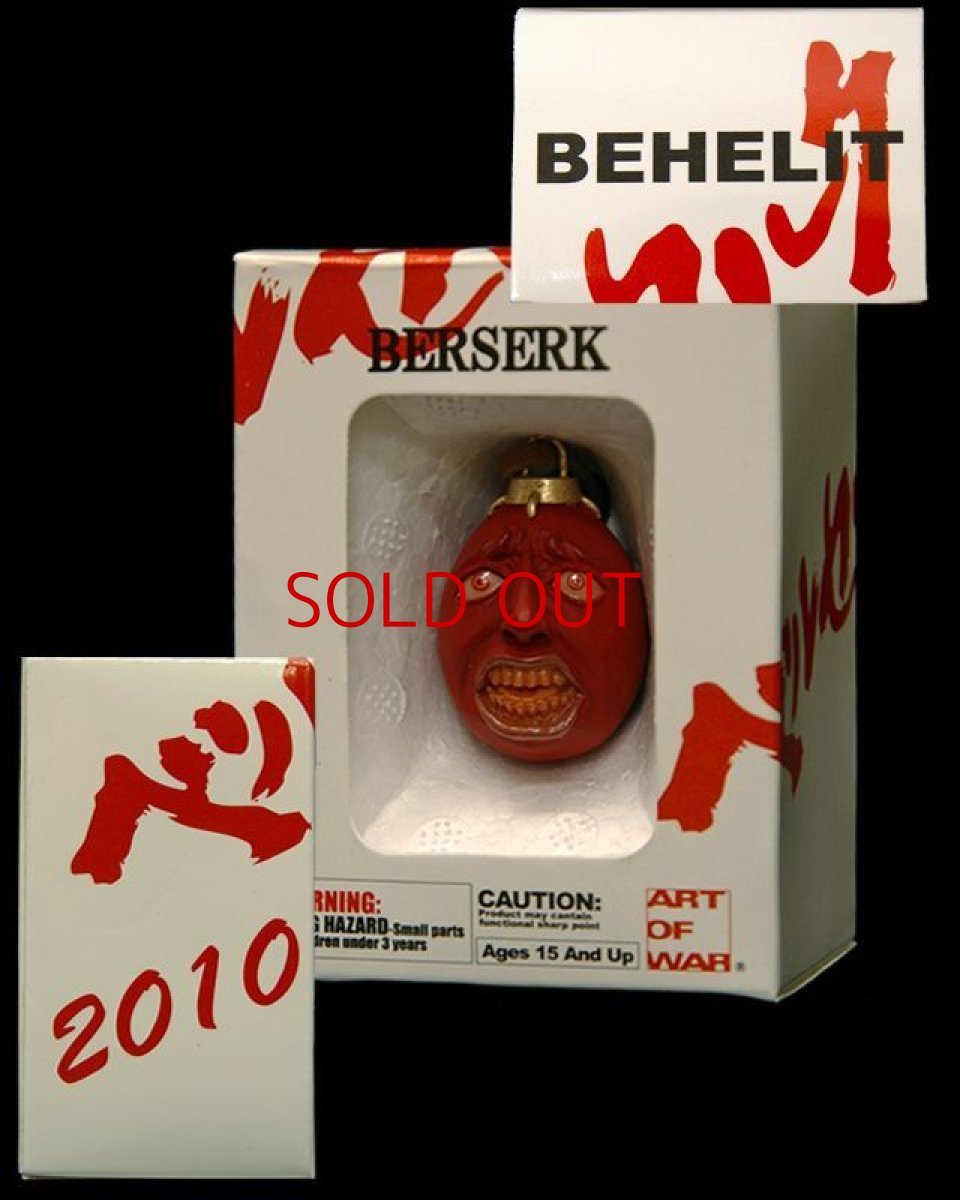 BEHELIT
BERSERK
SOLD OUT
2010
RNING:
G HAZARD-Small parts
dren under 3 years
CAUTION:
Product may cantain
functional sharp point
Ages 15 And Up
ART
OF
WAR®